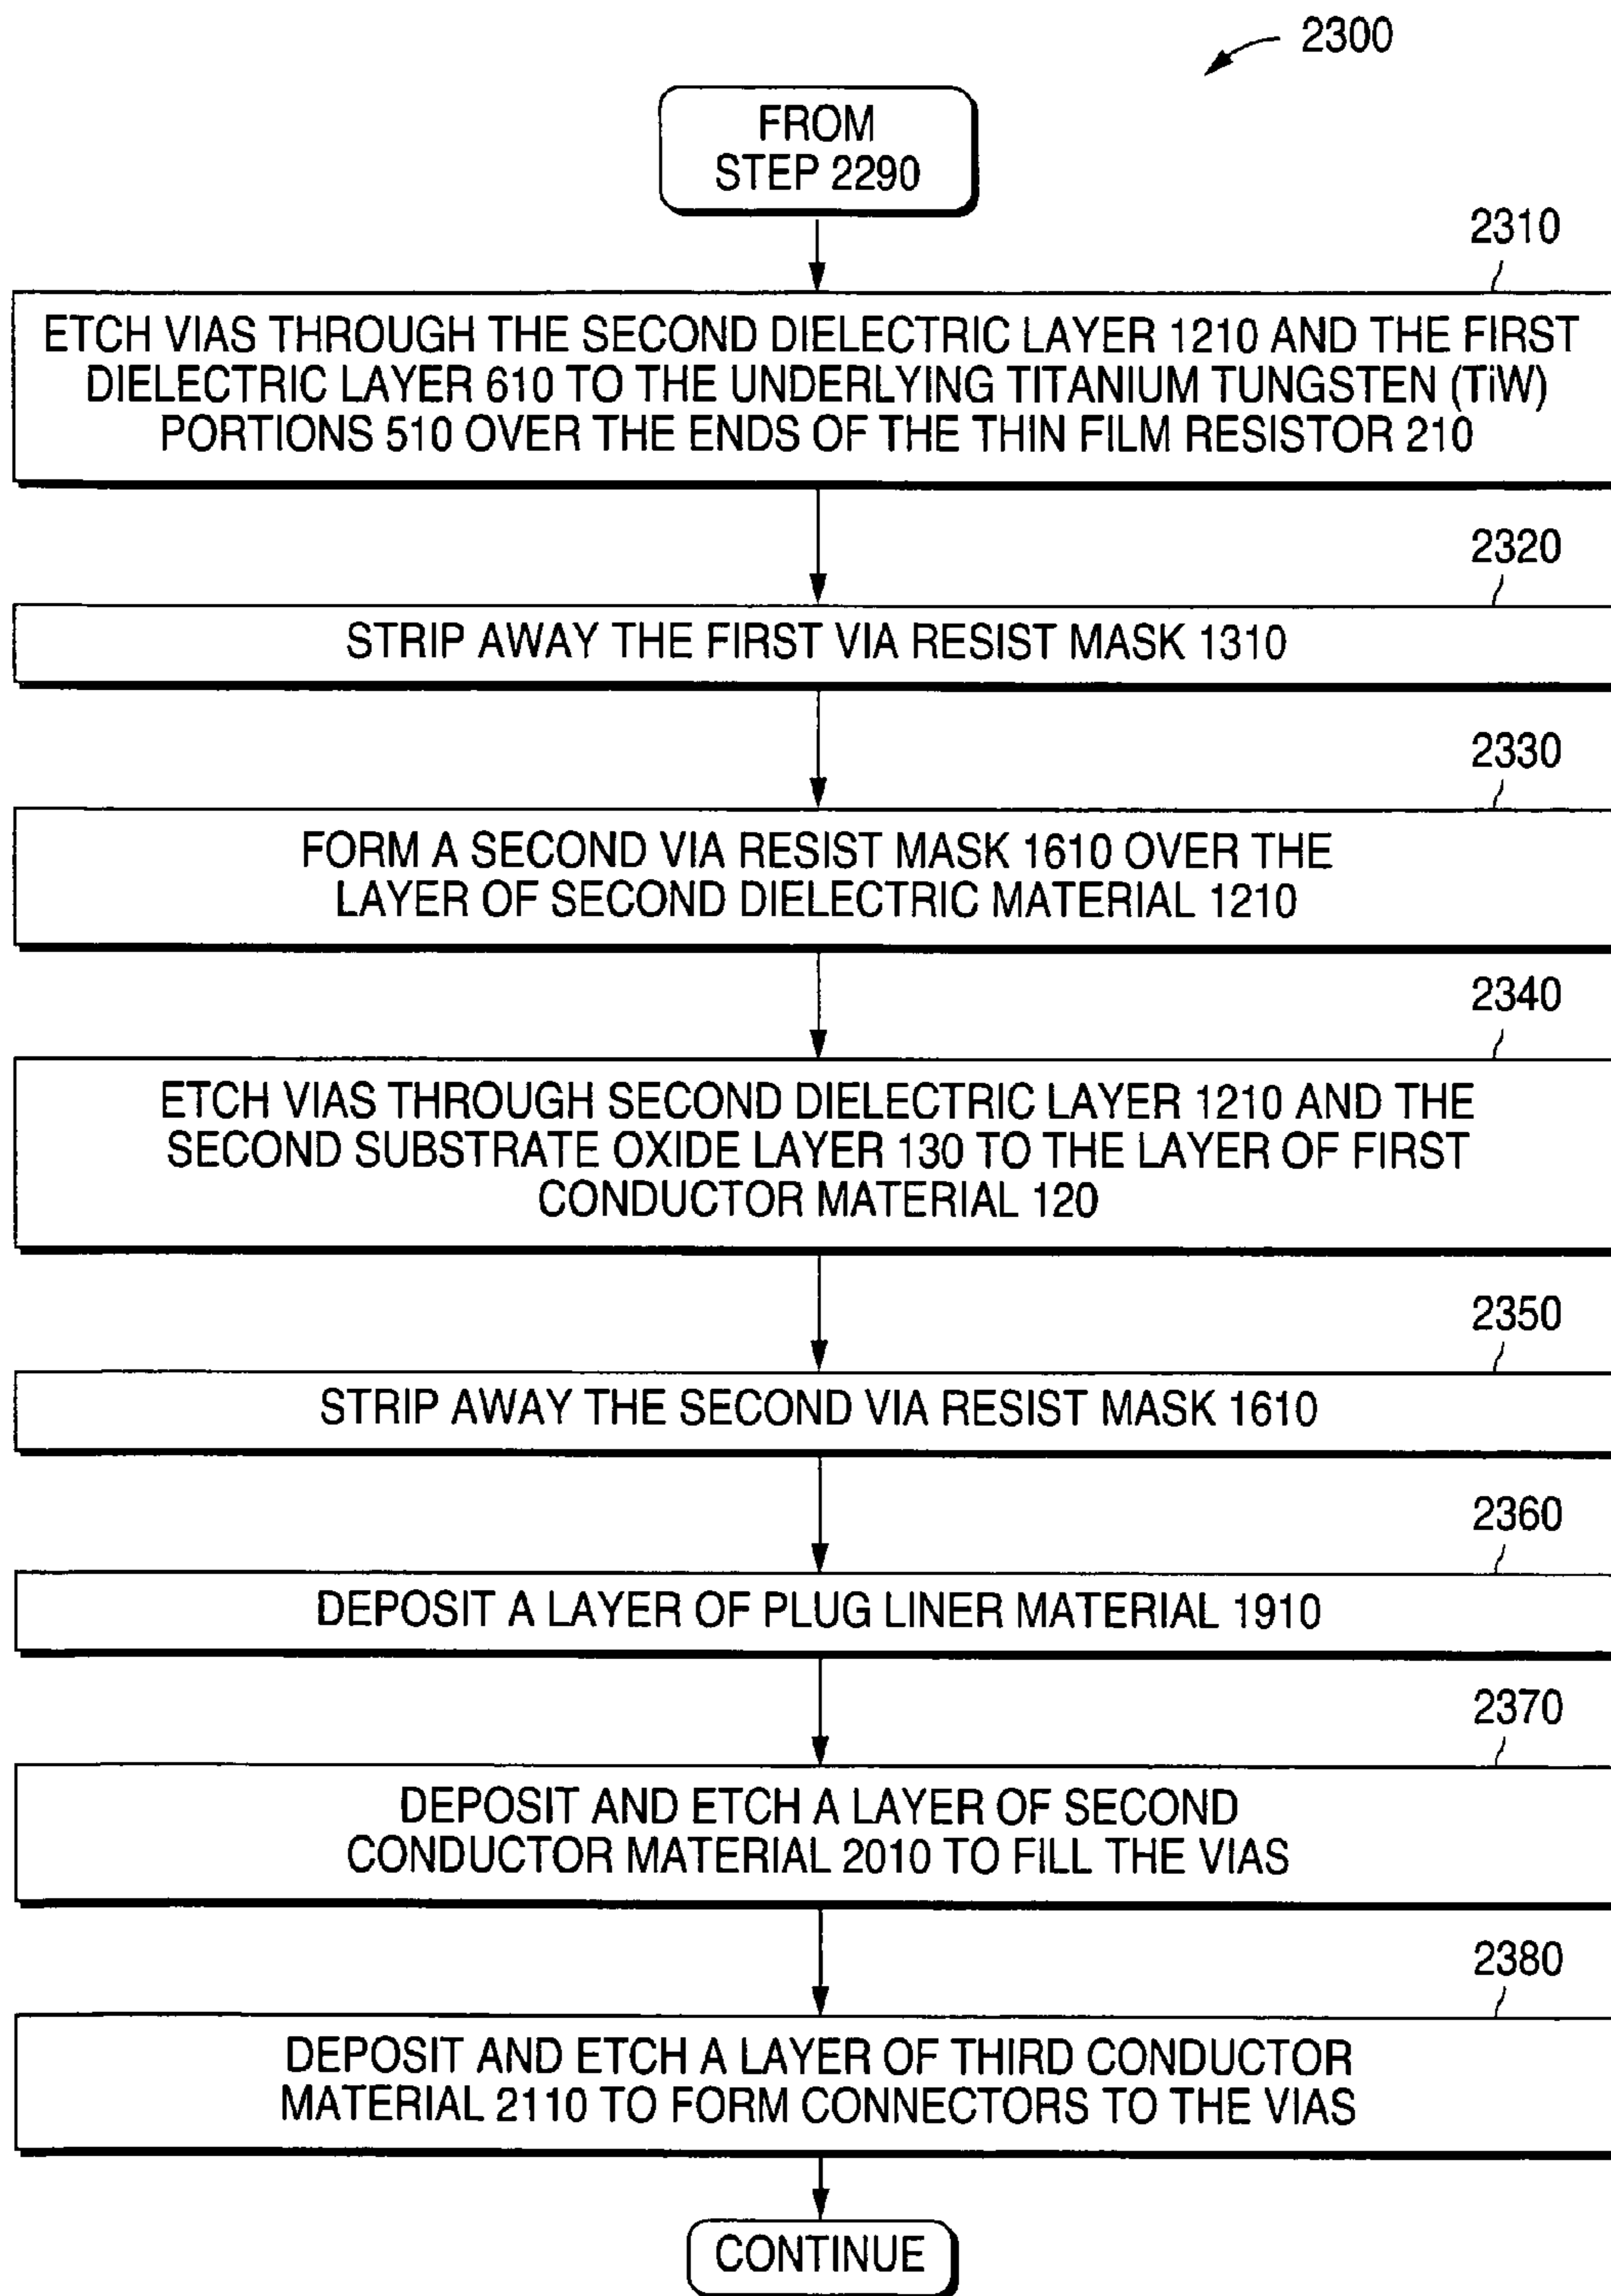 2300
FROM
STEP 2290
2310
ETCH VIAS THROUGH THE SECOND DIELECTRIC LAYER 1210 AND THE FIRST
DIELECTRIC LAYER 610 TO THE UNDERLYING TITANIUM TUNGSTEN (TiW)
PORTIONS 510 OVER THE ENDS OF THE THIN FILM RESISTOR 210
2320
STRIP AWAY THE FIRST VIA RESIST MASK 1310
2330
FORM A SECOND VIA RESIST MASK 1610 OVER THE
LAYER OF SECOND DIELECTRIC MATERIAL 1210
2340
ETCH VIAS THROUGH SECOND DIELECTRIC LAYER 1210 AND THE
SECOND SUBSTRATE OXIDE LAYER 130 TO THE LAYER OF FIRST
CONDUCTOR MATERIAL 120
2350
STRIP AWAY THE SECOND VIA RESIST MASK 1610
2360
DEPOSIT A LAYER OF PLUG LINER MATERIAL 1910
2370
DEPOSIT AND ETCH A LAYER OF SECOND
CONDUCTOR MATERIAL 2010 TO FILL THE VIAS
2380
DEPOSIT AND ETCH A LAYER OF THIRD CONDUCTOR
MATERIAL 2110 TO FORM CONNECTORS TO THE VIAS
CONTINUE